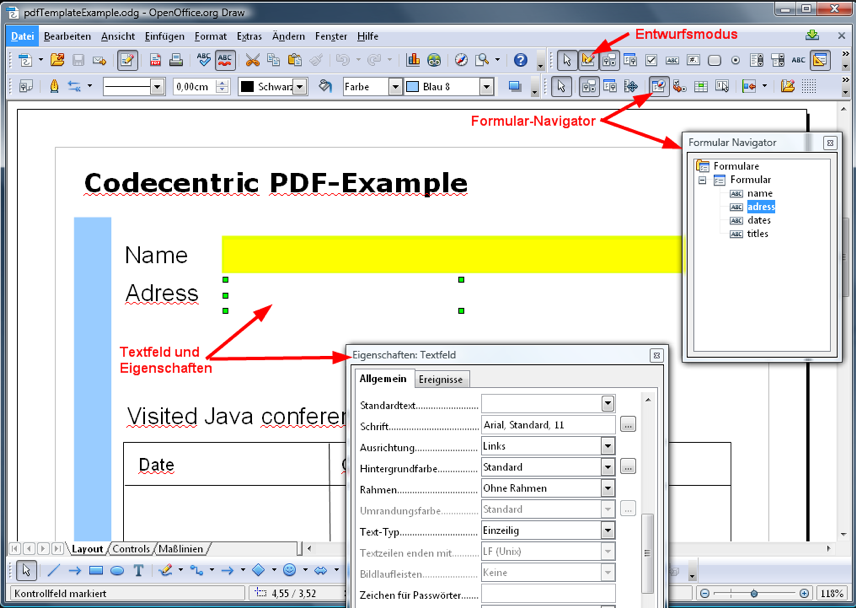 pdfTemplateExample.odg - OpenOffice.org Draw
Datei Bearbeiten Ansicht Einfügen Format Extras Ändern Fenster Hilfe
Entwurfsmodus
0,00cm Schwarz Farbe Blau 8
Formular-Navigator
Formular Navigator
Formulare
Formular
name
adress
dates
titles
Codecentric PDF-Example
Name
Adress
Textfeld und
Eigenschaften
Eigenschaften: Textfeld
Allgemein Ereignisse
Standardtext
Schrift Arial, Standard, 11
Ausrichtung Links
Hintergrundfarbe Standard
Rahmen Ohne Rahmen
Umrandungsfarbe Standard
Text-Typ Einzeilig
Textzeilen enden mit LF (Unix)
Bildlaufleisten Keine
Zeichen für Passwörter
Visited Java conferen
Date
Layout Controls Maßlinien
Kontrollfeld markiert 4,55 / 3,52 118%